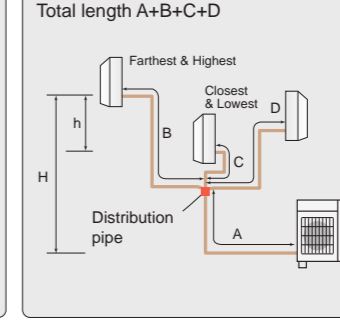 Total length A+B+C+D
Farthest & Highest
Closest
& Lowest
D
h
B
C
H
Distribution
pipe
A